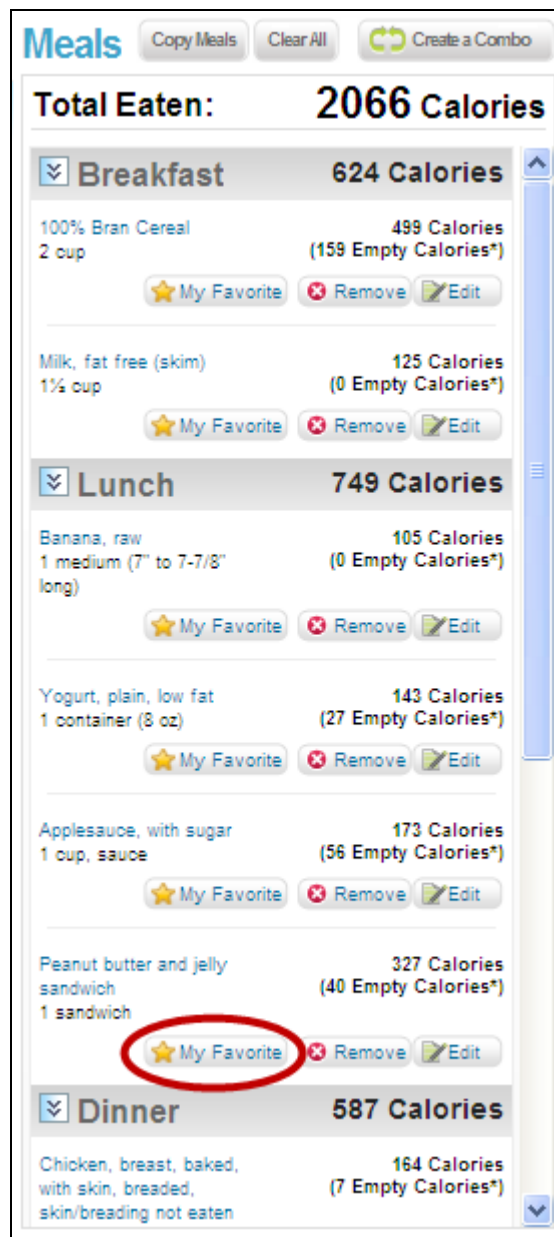 Meals Copy Meals Clear All Create a Combo
Total Eaten: 2066 Calories
Breakfast 624 Calories
100% Bran Cereal 499 Calories
2 cup (159 Empty Calories*)
My Favorite Remove Edit
Milk, fat free (skim) 125 Calories
1½ cup (0 Empty Calories*)
My Favorite Remove Edit
Lunch 749 Calories
Banana, raw 105 Calories
1 medium (7" to 7-7/8" (0 Empty Calories*)
long)
My Favorite Remove Edit
Yogurt, plain, low fat 143 Calories
1 container (8 oz) (27 Empty Calories*)
My Favorite Remove Edit
Applesauce, with sugar 173 Calories
1 cup, sauce (56 Empty Calories*)
My Favorite Remove Edit
Peanut butter and jelly 327 Calories
sandwich (40 Empty Calories*)
1 sandwich
My Favorite Remove Edit
Dinner 587 Calories
Chicken, breast, baked, 164 Calories
with skin, breaded, (7 Empty Calories*)
skin/breading not eaten